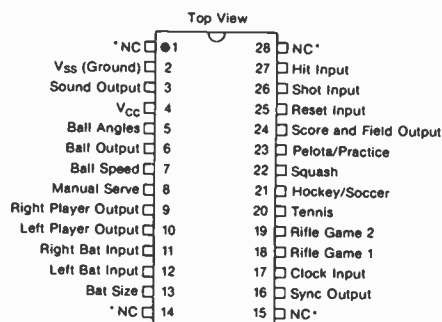 Top View
*NC 1 28 NC*
VSS (Ground) 2 27 Hit Input
Sound Output 3 26 Shot Input
VCC 4 25 Reset Input
Ball Angles 5 24 Score and Field Output
Ball Output 6 23 Pelota/Practice
Ball Speed 7 22 Squash
Manual Serve 8 21 Hockey/Soccer
Right Player Output 9 20 Tennis
Left Player Output 10 19 Rifle Game 2
Right Bat Input 11 18 Rifle Game 1
Left Bat Input 12 17 Clock Input
Bat Size 13 16 Sync Output
*NC 14 15 NC*